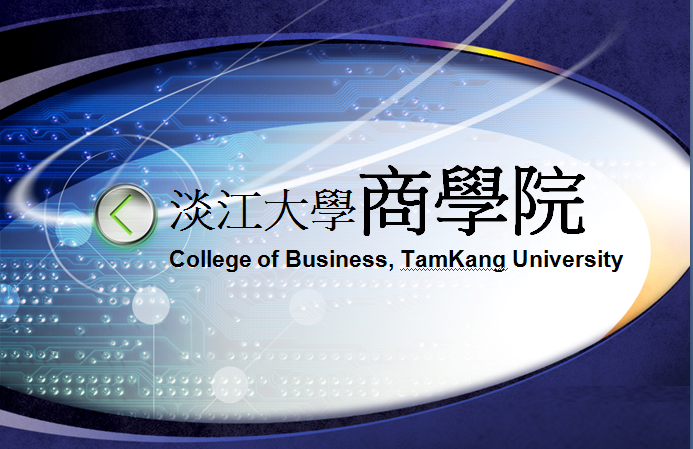 淡江大學商學院
College of Business, TamKang University